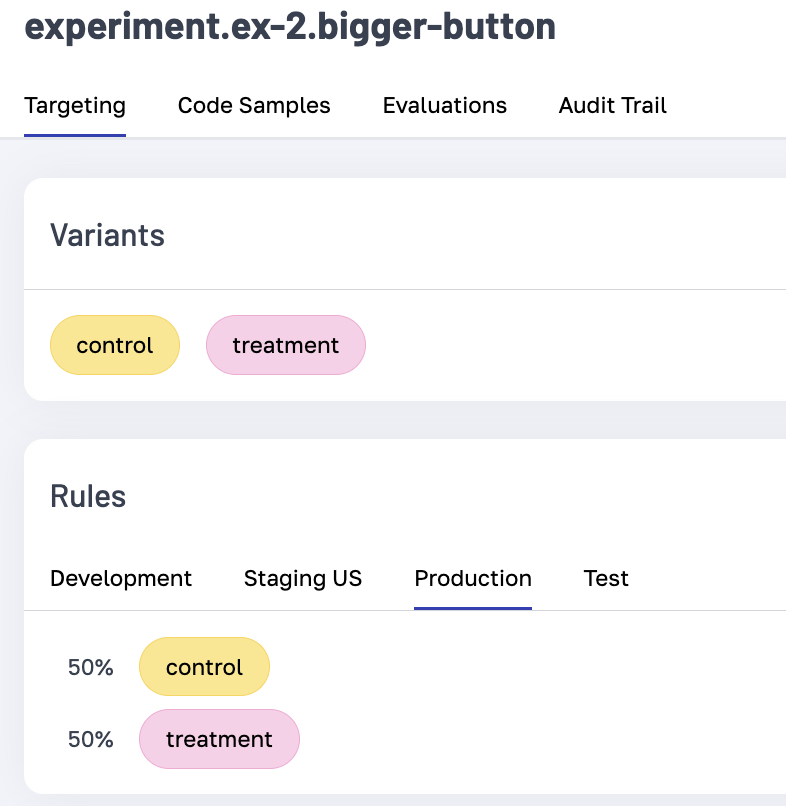 experiment.ex-2.bigger-button
Targeting Code Samples Evaluations Audit Trail
Variants
control treatment
Rules
Development Staging US Production Test
50% control
50% treatment